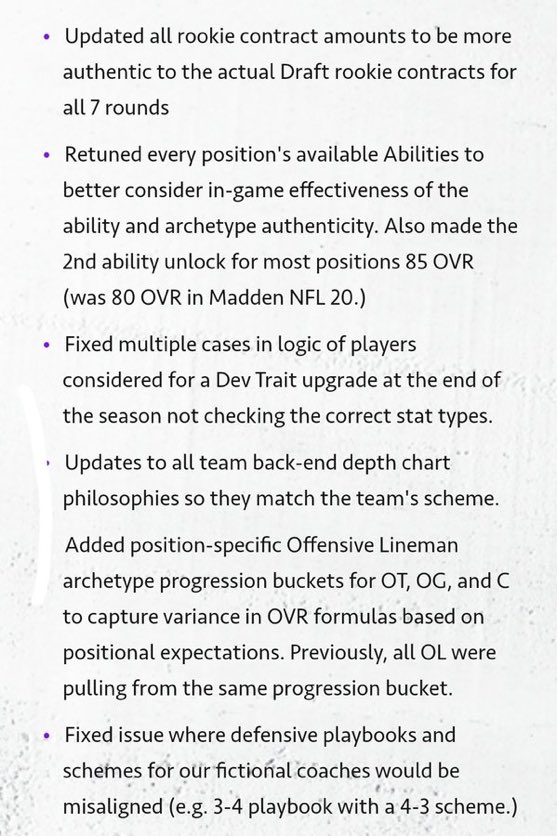 • Updated all rookie contract amounts to be more
authentic to the actual Draft rookie contracts for
all 7 rounds
• Retuned every position's available Abilities to
better consider in-game effectiveness of the
ability and archetype authenticity. Also made the
2nd ability unlock for most positions 85 OVR
(was 80 OVR in Madden NFL 20.)
• Fixed multiple cases in logic of players
considered for a Dev Trait upgrade at the end of
the season not checking the correct stat types.
• Updates to all team back-end depth chart
philosophies so they match the team's scheme.
Added position-specific Offensive Lineman
archetype progression buckets for OT, OG, and C
to capture variance in OVR formulas based on
positional expectations. Previously, all OL were
pulling from the same progression bucket.
• Fixed issue where defensive playbooks and
schemes for our fictional coaches would be
misaligned (e.g. 3-4 playbook with a 4-3 scheme.)